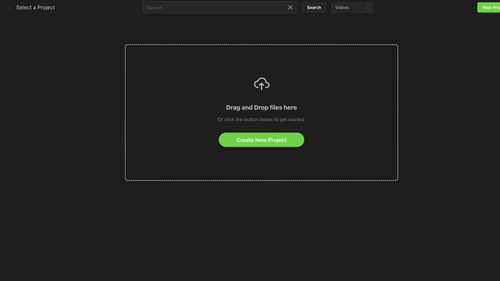 Select a Project
Search
Search
Videos
New Proj
Drag and Drop files here
Or click the button below to get started.
Create New Project